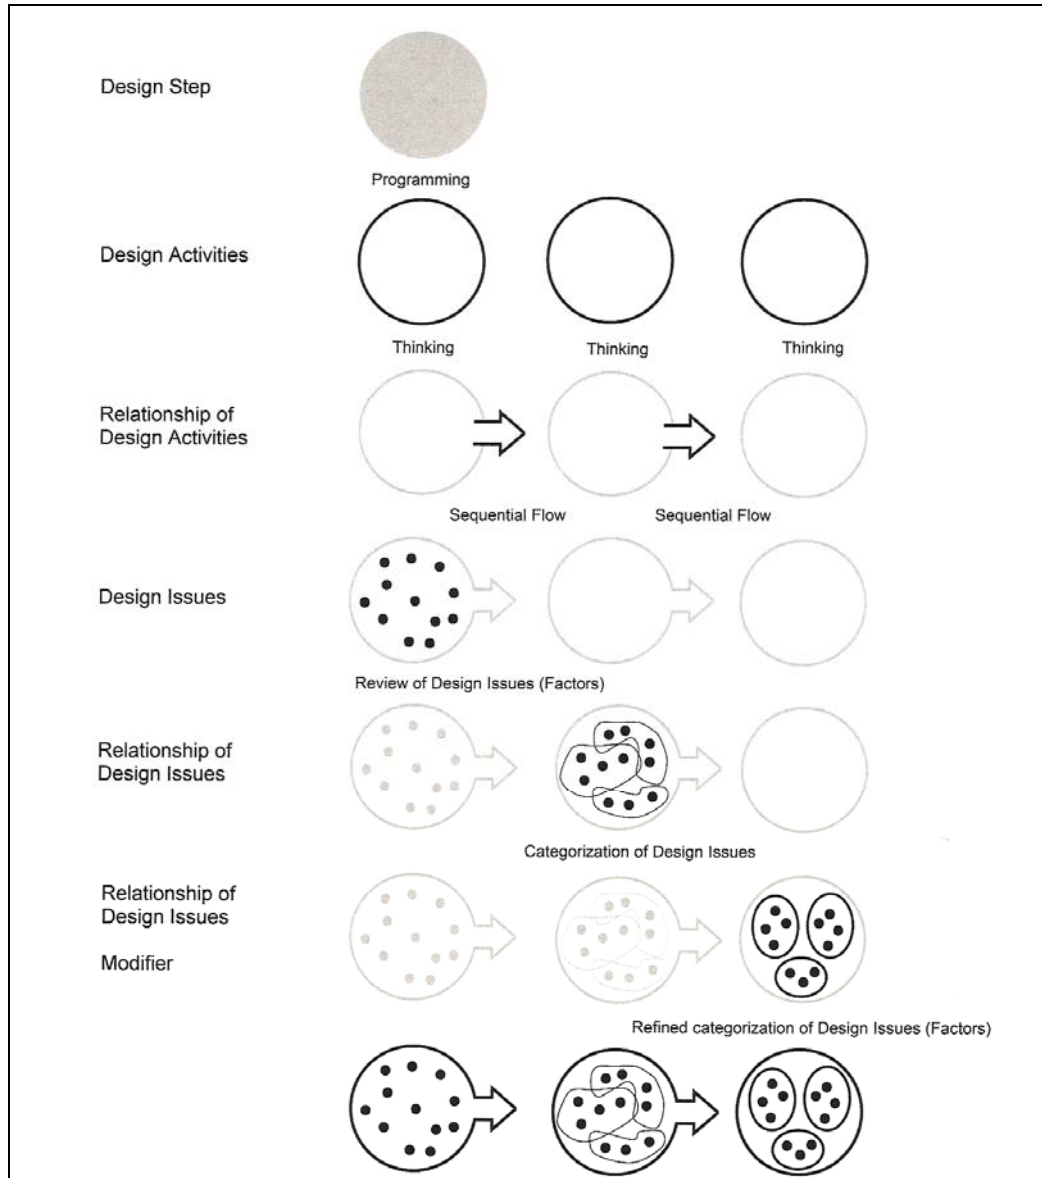 Design Step
Programming
Design Activities
Thinking
Thinking
Thinking
Relationship of
Design Activities
Sequential Flow
Sequential Flow
Design Issues
Review of Design Issues (Factors)
Relationship of
Design Issues
Categorization of Design Issues
Relationship of
Design Issues
Modifier
Refined categorization of Design Issues (Factors)